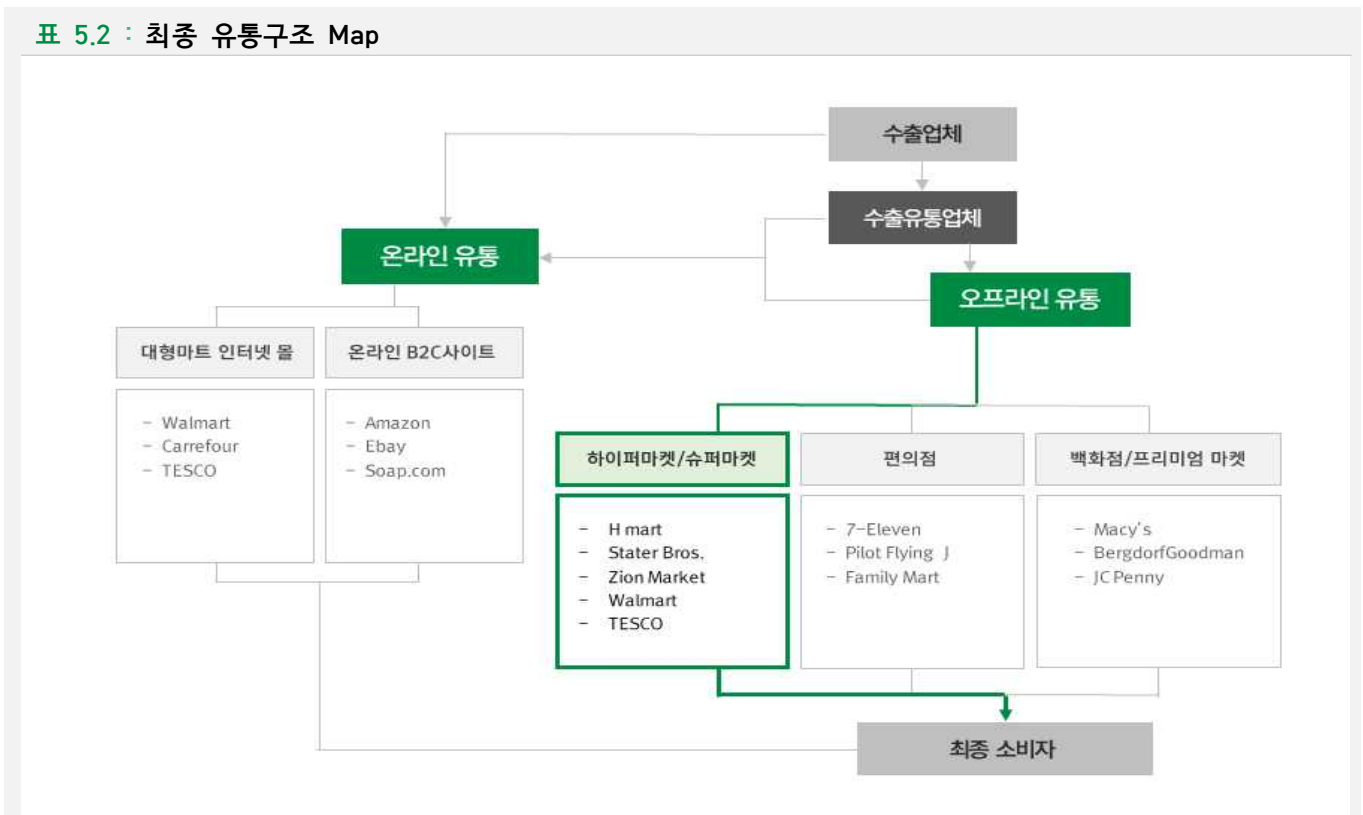 표 5.2 : 최종 유통구조 Map
수출업체
수출유통업체
온라인 유통
오프라인 유통
대형마트 인터넷 몰
- Walmart
- Carrefour
- TESCO
온라인 B2C사이트
- Amazon
- Ebay
- Soap.com
하이퍼마켓/슈퍼마켓
- H mart
- Stater Bros.
- Zion Market
- Walmart
- TESCO
편의점
- 7-Eleven
- Pilot Flying J
- Family Mart
백화점/프리미엄 마켓
- Macy's
- BergdorfGoodman
- JC Penny
최종 소비자